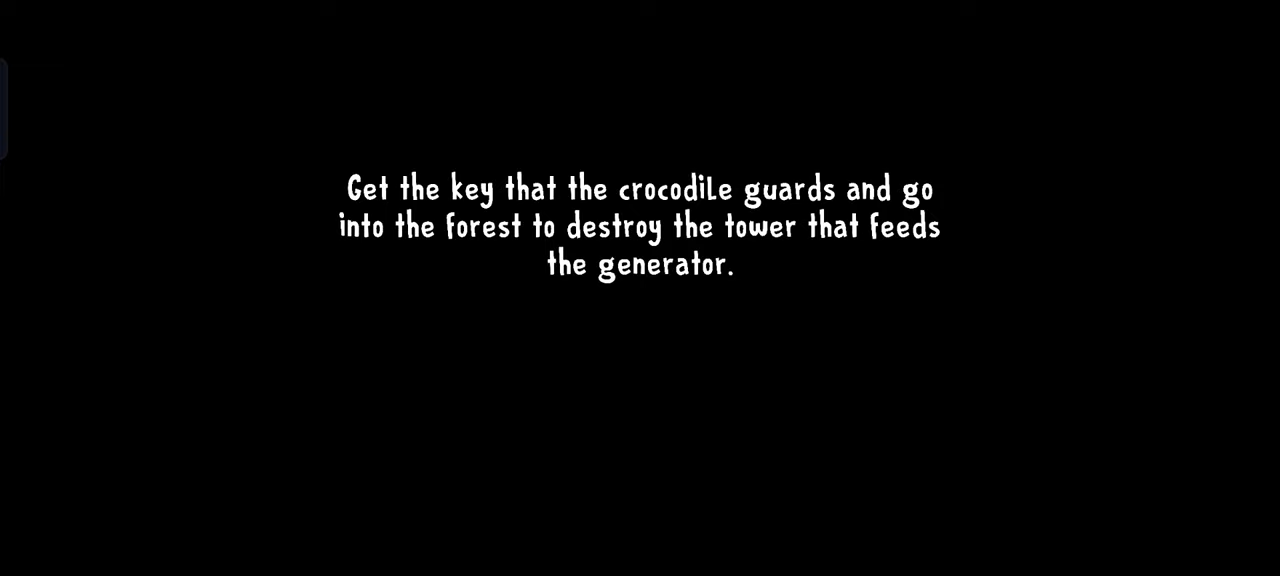 Get the key that the crocodile guards and go
into the forest to destroy the tower that feeds
the generator.